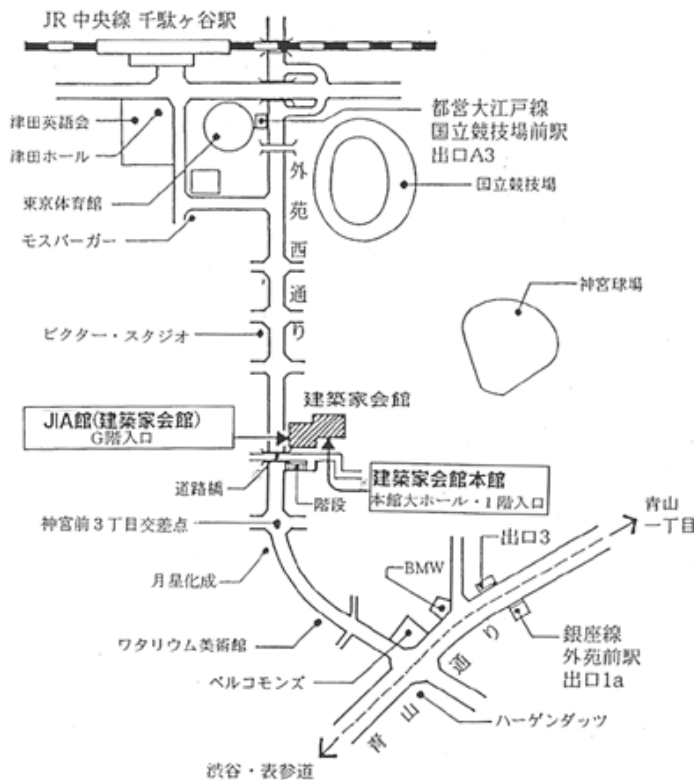 JR 中央線 千駄ヶ谷駅
津田英語会
津田ホール
東京体育館
モスバーガー
都営大江戸線
国立競技場前駅
出口A3
国立競技場
外苑西通り
神宮球場
ビクター・スタジオ
建築家会館
JIA館(建築家会館)
G階入口
道路橋
階段
建築家会館本館
本館大ホール・1階入口
神宮前3丁目交差点
青山
一丁目
出口3
BMW
月星化成
ワタリウム美術館
ベルコモンズ
銀座線
外苑前駅
出口1a
青山通り
ハーゲンダッツ
渋谷・表参道